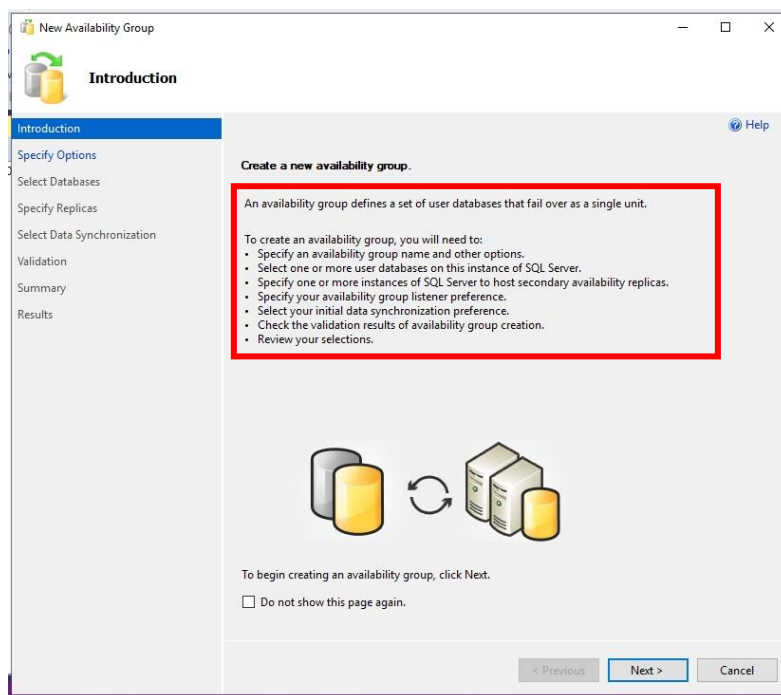 New Availability Group
Introduction
Help
Introduction
Specify Options
Select Databases
Specify Replicas
Select Data Synchronization
Validation
Summary
Results
Create a new availability group.
An availability group defines a set of user databases that fail over as a single unit.
To create an availability group, you will need to:
• Specify an availability group name and other options.
• Select one or more user databases on this instance of SQL Server.
• Specify one or more instances of SQL Server to host secondary availability replicas.
• Specify your availability group listener preference.
• Select your initial data synchronization preference.
• Check the validation results of availability group creation.
• Review your selections.
To begin creating an availability group, click Next.
Do not show this page again.
< Previous Next > Cancel